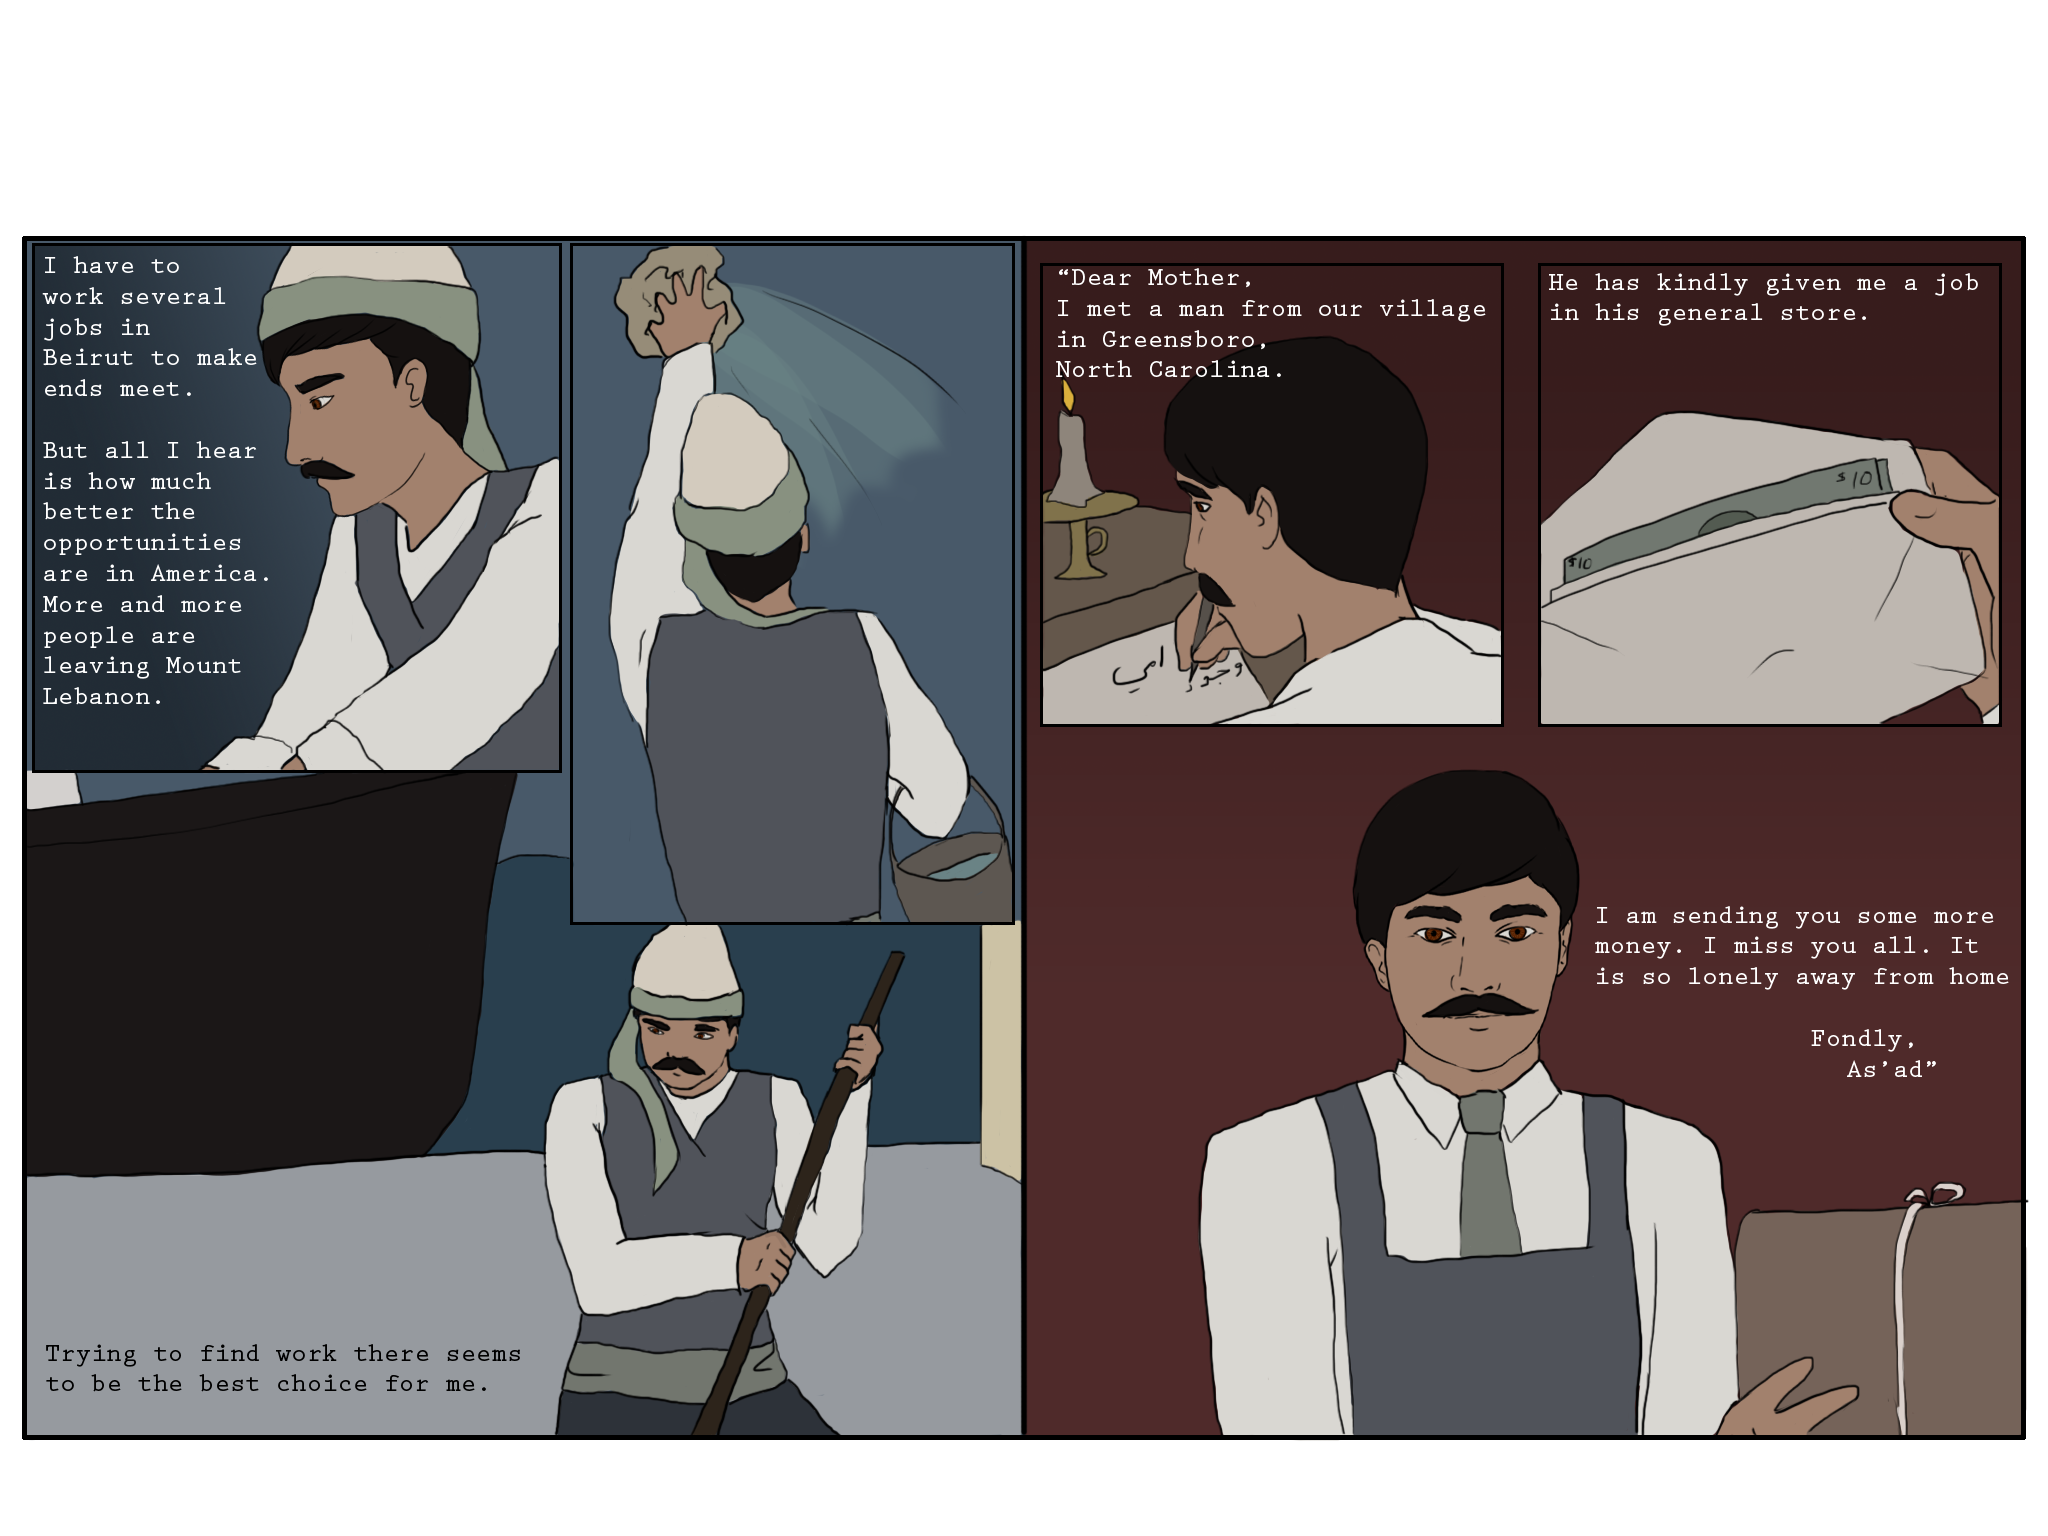 I have to
work several
jobs in
Beirut to make
ends meet.
But all I hear
is how much
better the
opportunities
are in America.
More and more
people are
leaving Mount
Lebanon.
Trying to find work there seems
to be the best choice for me.
“Dear Mother,
I met a man from our village
in Greensboro,
North Carolina.
امي
He has kindly given me a job
in his general store.
$10
$10
I am sending you some more
money. I miss you all. It
is so lonely away from home
Fondly,
As’ad”